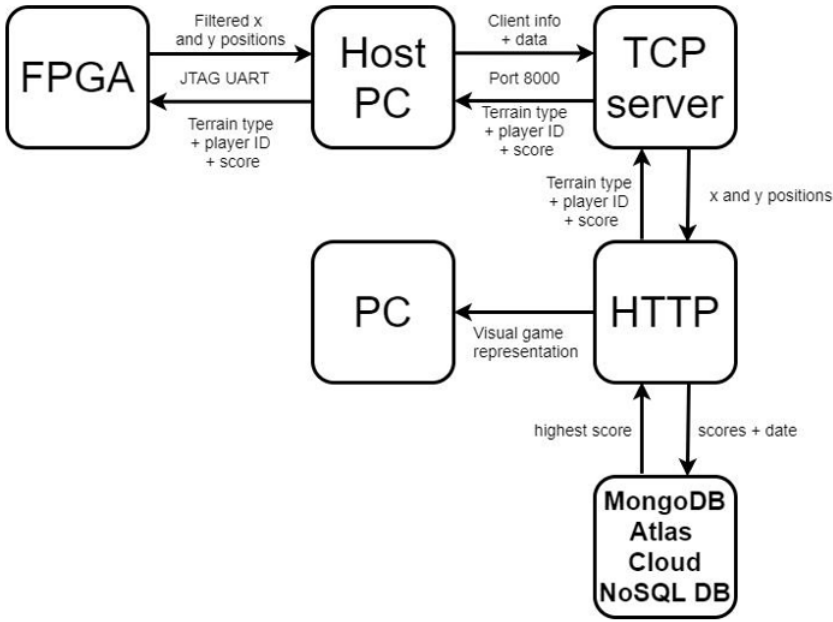 FPGA
Filtered x
and y positions
JTAG UART
Terrain type
+ player ID
+ score
Host
PC
Client info
+ data
Port 8000
Terrain type
+ player ID
+ score
TCP
server
Terrain type
+ player ID
+ score
x and y positions
PC
Visual game
representation
HTTP
highest score
scores + date
MongoDB
Atlas
Cloud
NoSQL DB